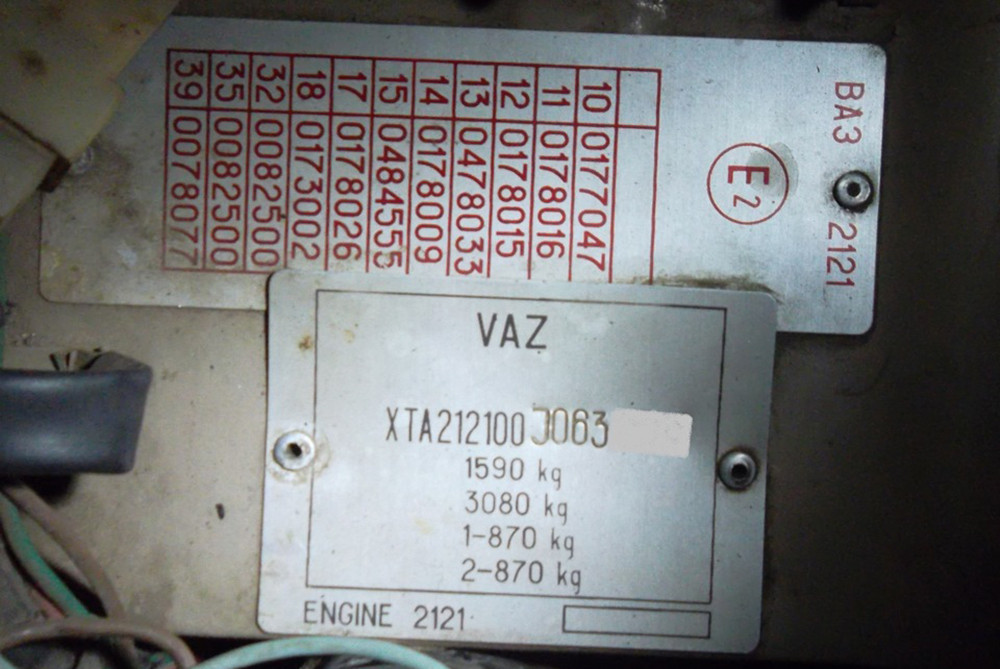 BA3 2121
E2
10 0177047
11 0178016
12 0178015
13 0478033
14 0178009
15 0484555
17 0178026
18 0173002
32 0082500
35 0082500
39 0078077
VAZ
XTA212100J063
1590 kg
3080 kg
1-870 kg
2-870 kg
ENGINE 2121